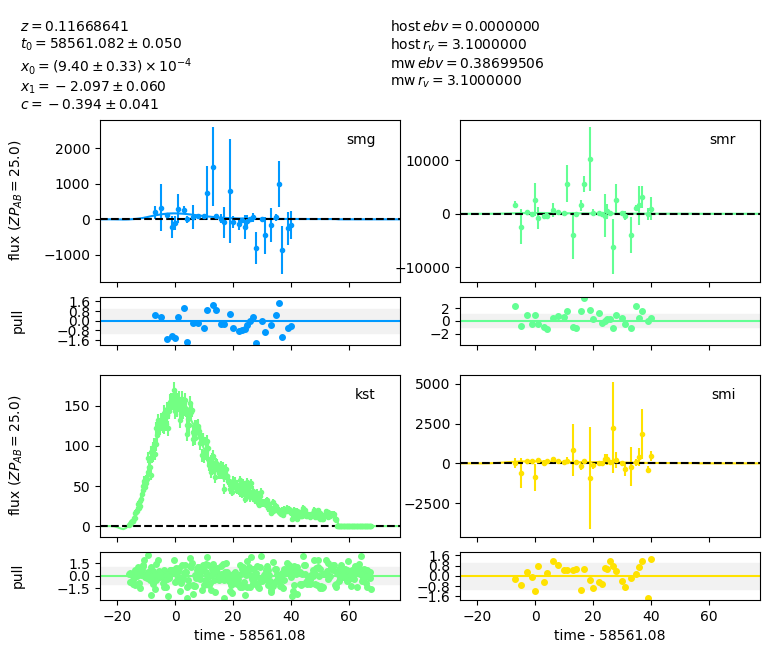 z = 0.11668641
t₀ = 58561.082 ± 0.050
x₀ = (9.40 ± 0.33) × 10⁻⁴
x₁ = −2.097 ± 0.060
c = −0.394 ± 0.041
host ebv = 0.0000000
host r_v = 3.1000000
mw ebv = 0.38699506
mw r_v = 3.1000000
flux (ZP_AB = 25.0)
2000
1000
0
−1000
smg
10000
0
−10000
smr
pull
1.6
0.8
0.0
−0.8
−1.6
2
0
−2
flux (ZP_AB = 25.0)
150
100
50
0
kst
5000
2500
0
−2500
smi
pull
1.5
0.0
−1.5
1.6
0.8
0.0
−0.8
−1.6
−20 0 20 40 60
−20 0 20 40 60
time - 58561.08
time - 58561.08